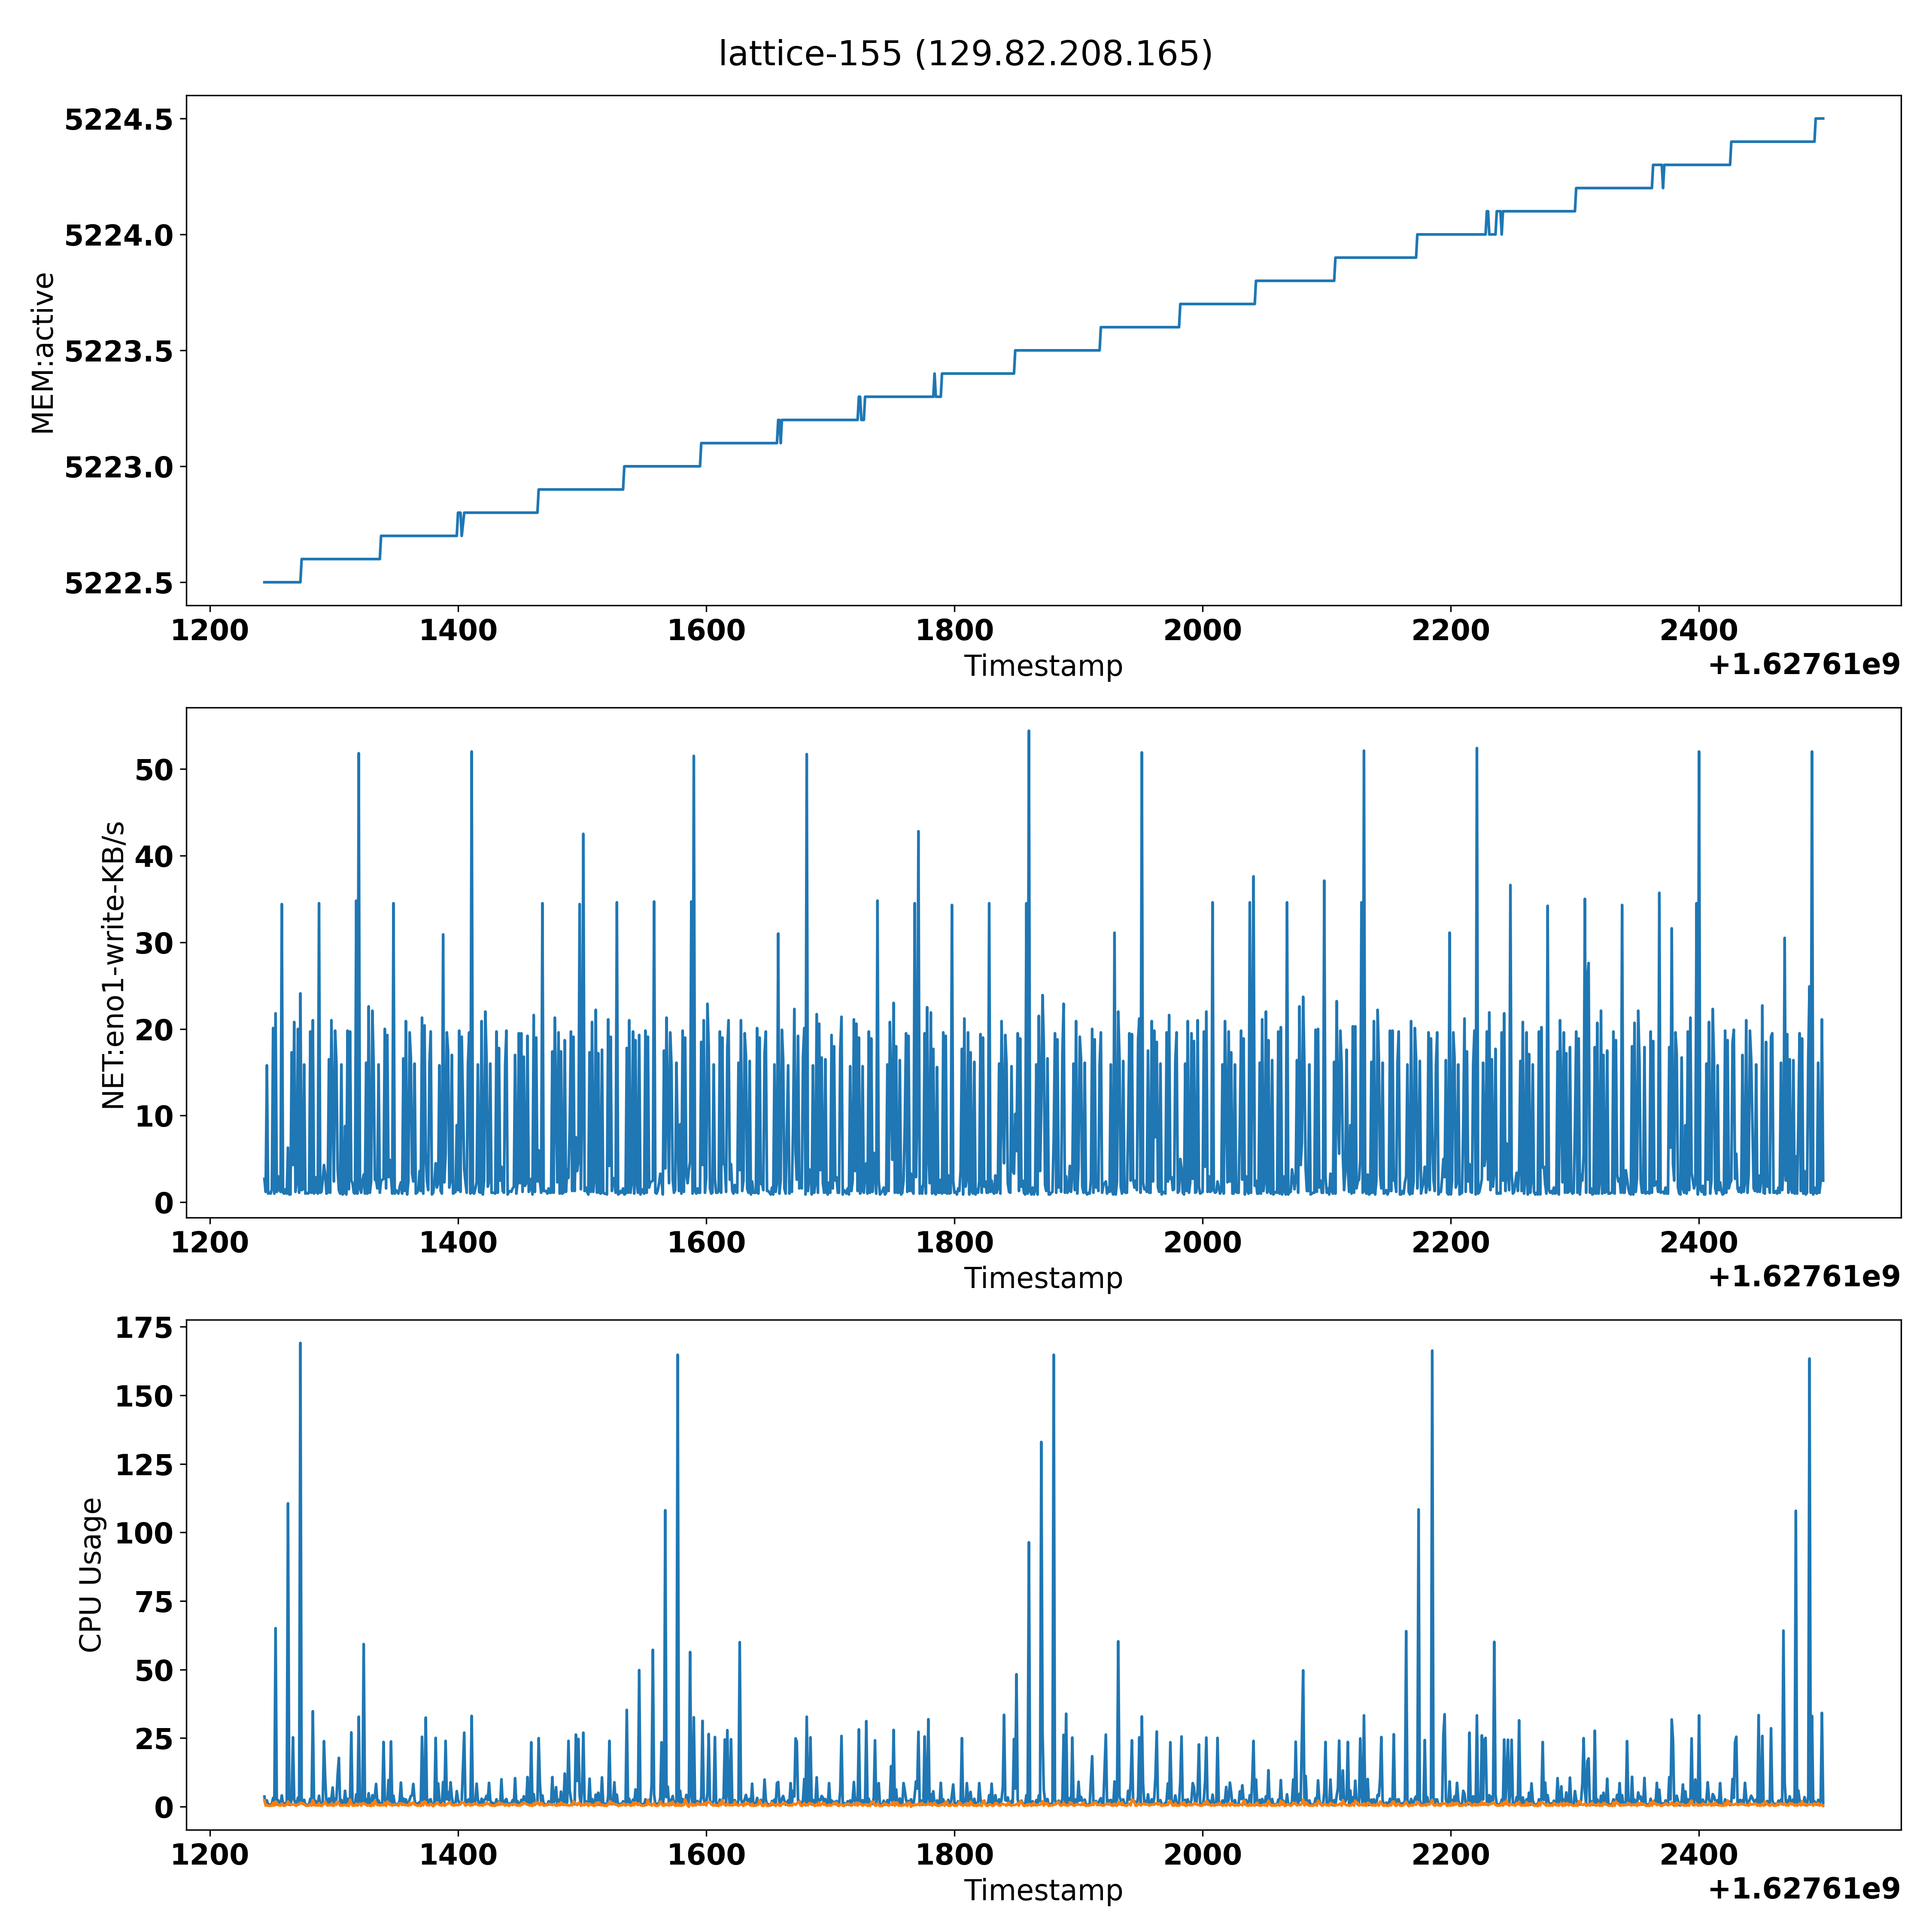 lattice-155 (129.82.208.165)
5224.5
5224.0
5223.5
5223.0
5222.5
MEM:active
1200 1400 1600 1800 2000 2200 2400
Timestamp
+1.62761e9
50
40
30
20
10
0
NET:eno1-write-KB/s
1200 1400 1600 1800 2000 2200 2400
Timestamp
+1.62761e9
175
150
125
100
75
50
25
0
CPU Usage
1200 1400 1600 1800 2000 2200 2400
Timestamp
+1.62761e9